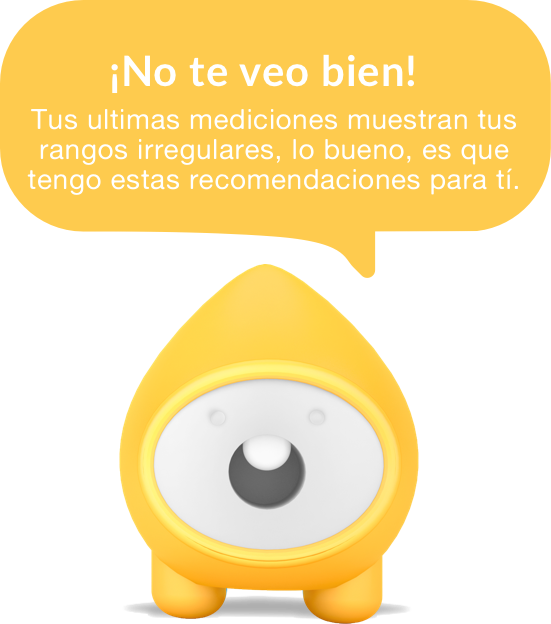 ¡No te veo bien!
Tus ultimas mediciones muestran tus
rangos irregulares, lo bueno, es que
tengo estas recomendaciones para tí.